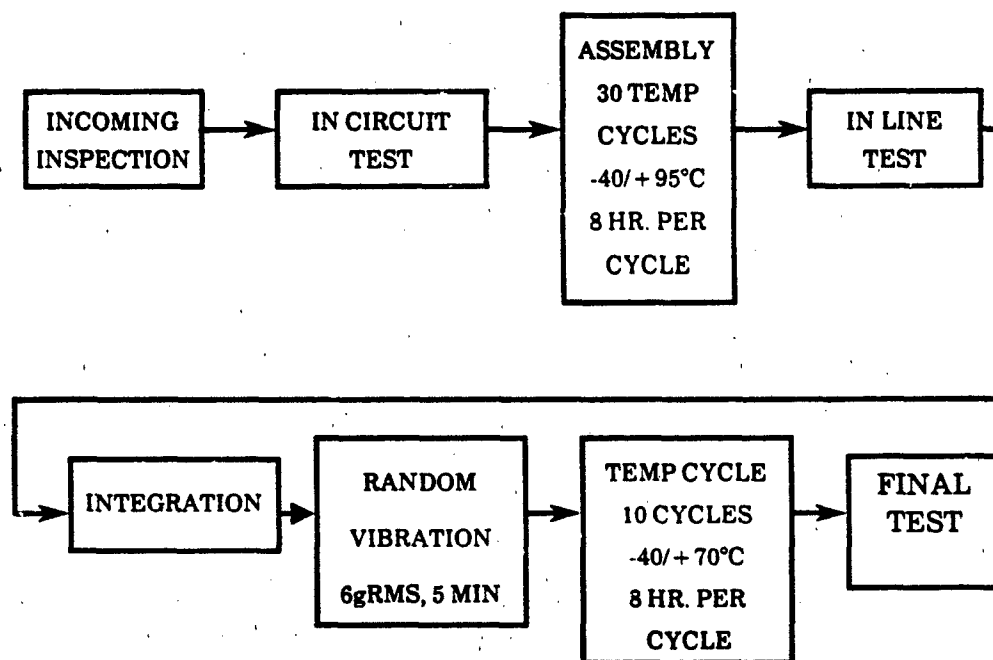 INCOMING
INSPECTION
IN CIRCUIT
TEST
ASSEMBLY
30 TEMP
CYCLES
-40/+95°C
8 HR. PER
CYCLE
IN LINE
TEST
INTEGRATION
RANDOM
VIBRATION
6gRMS, 5 MIN
TEMP CYCLE
10 CYCLES
-40/+70°C
8 HR. PER
CYCLE
FINAL
TEST